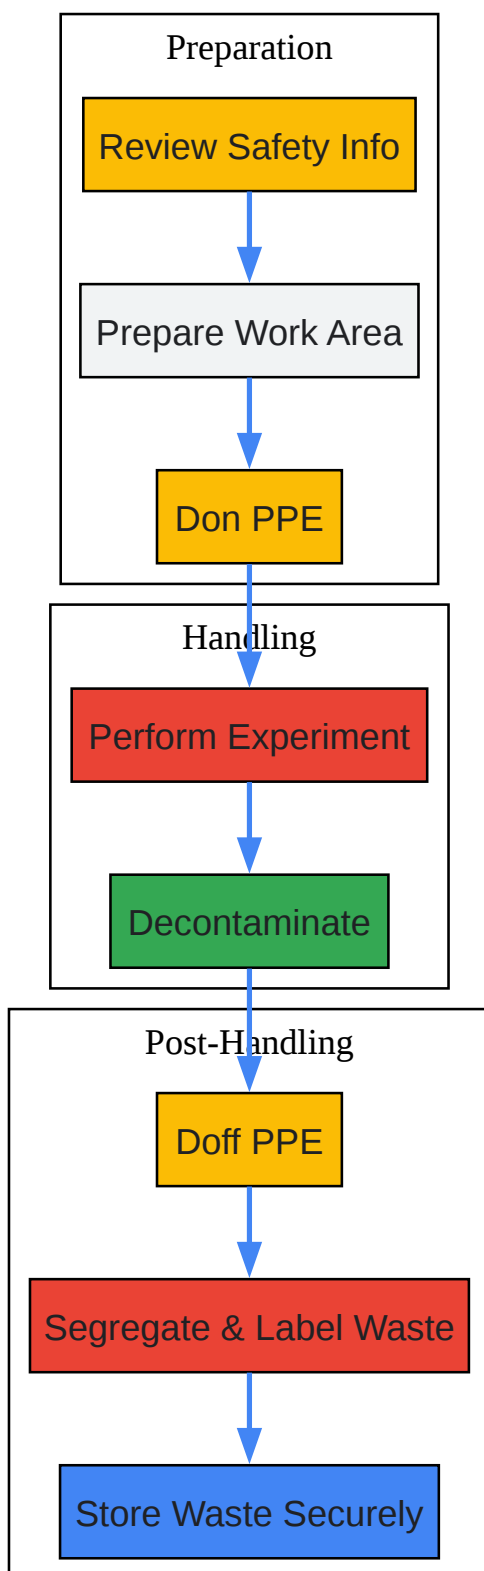 Preparation
Review Safety Info
Prepare Work Area
Don PPE
Handling
Perform Experiment
Decontaminate
Post-Handling
Doff PPE
Segregate & Label Waste
Store Waste Securely